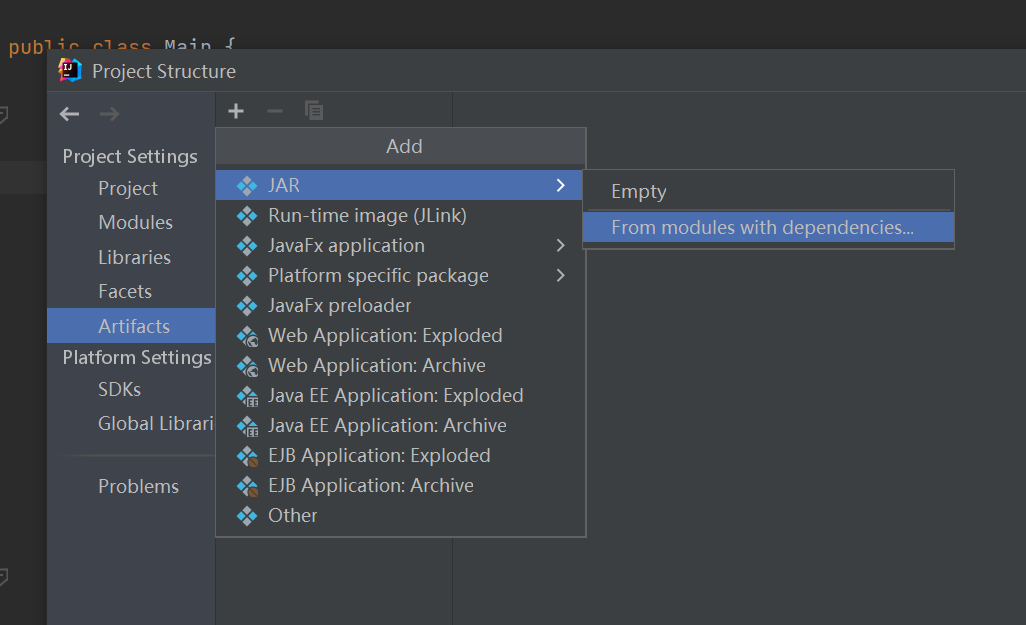 public class Main {
Project Structure
Project Settings
Project
Modules
Libraries
Facets
Artifacts
Platform Settings
SDKs
Global Librari
Problems
Add
JAR
Run-time image (JLink)
JavaFx application
Platform specific package
JavaFx preloader
Web Application: Exploded
Web Application: Archive
Java EE Application: Exploded
Java EE Application: Archive
EJB Application: Exploded
EJB Application: Archive
Other
Empty
From modules with dependencies...